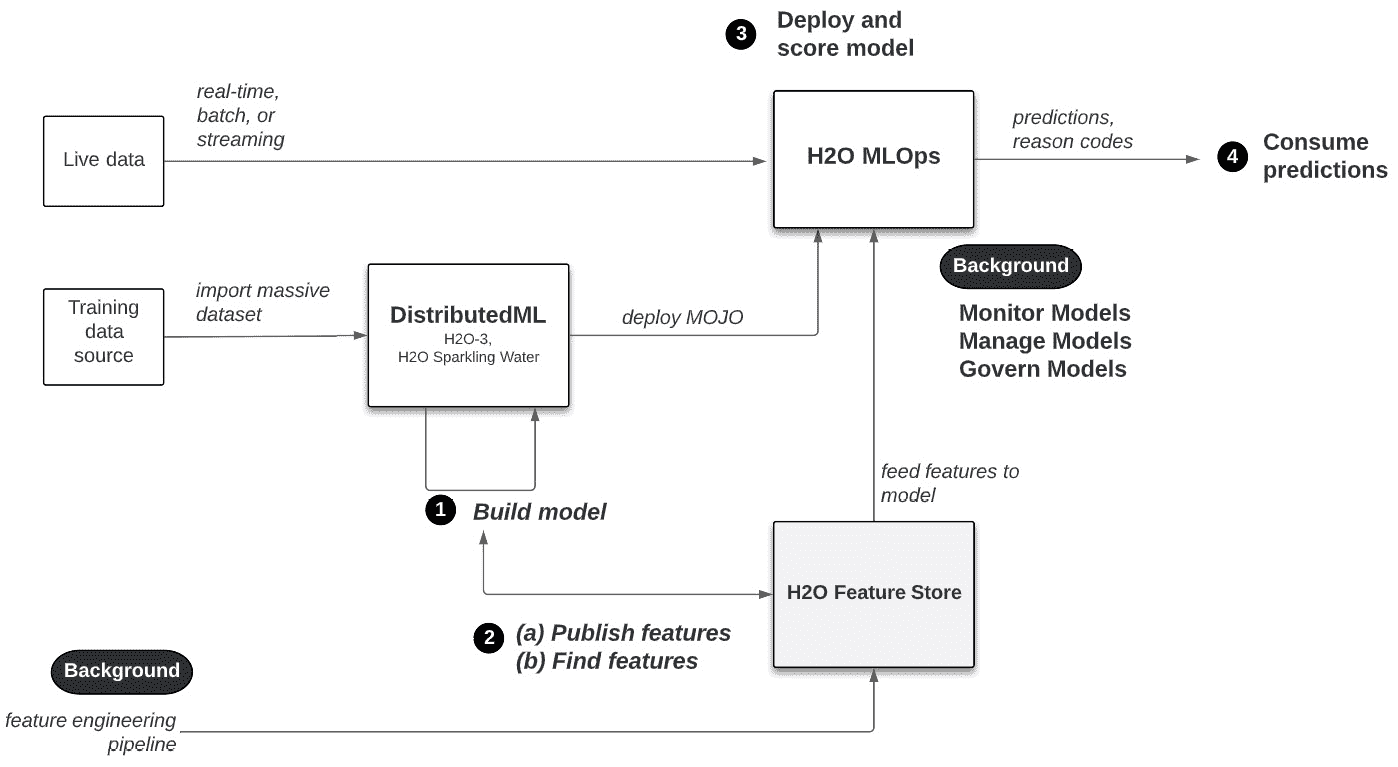 3
Deploy and
score model
real-time,
batch, or
streaming
Live data
H2O MLOps
predictions,
reason codes
4
Consume
predictions
Background
Monitor Models
Manage Models
Govern Models
Training
data
source
import massive
dataset
DistributedML
H2O-3,
H2O Sparkling Water
deploy MOJO
1
Build model
feed features to
model
H2O Feature Store
2
(a) Publish features
(b) Find features
Background
feature engineering
pipeline